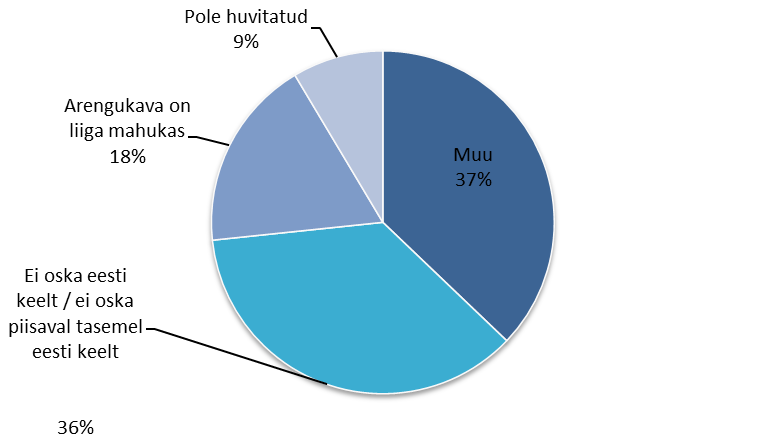 Pole huvitatud
9%
Arengukava on
liiga mahukas
18%
Muu
37%
Ei oska eesti
keelt / ei oska
piisaval tasemel
eesti keelt
36%